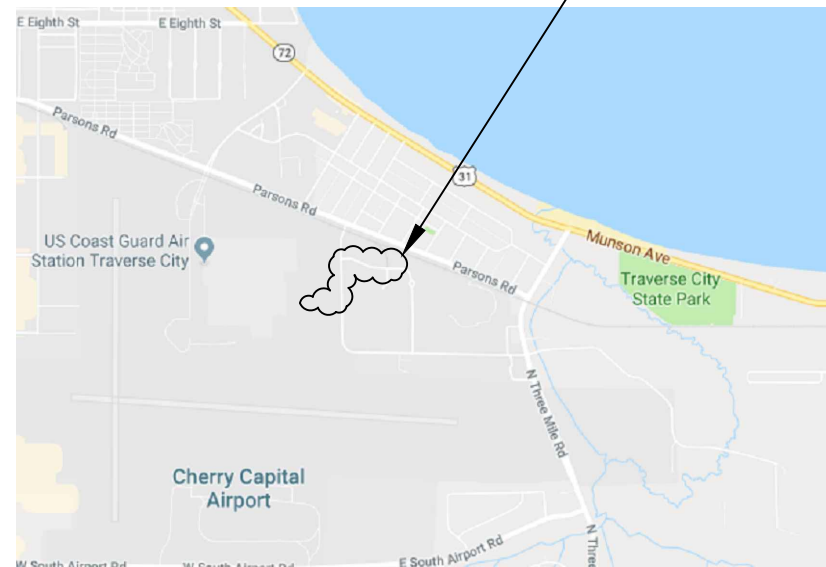 E Eighth St
E Eighth St
72
Parsons Rd
31
Parsons Rd
US Coast Guard Air
Station Traverse City
Munson Ave
Parsons Rd
Traverse City
State Park
N Three Mile Rd
Cherry Capital
Airport
E South Airport Rd
N Three
W South Airport Rd
W South Airport Rd